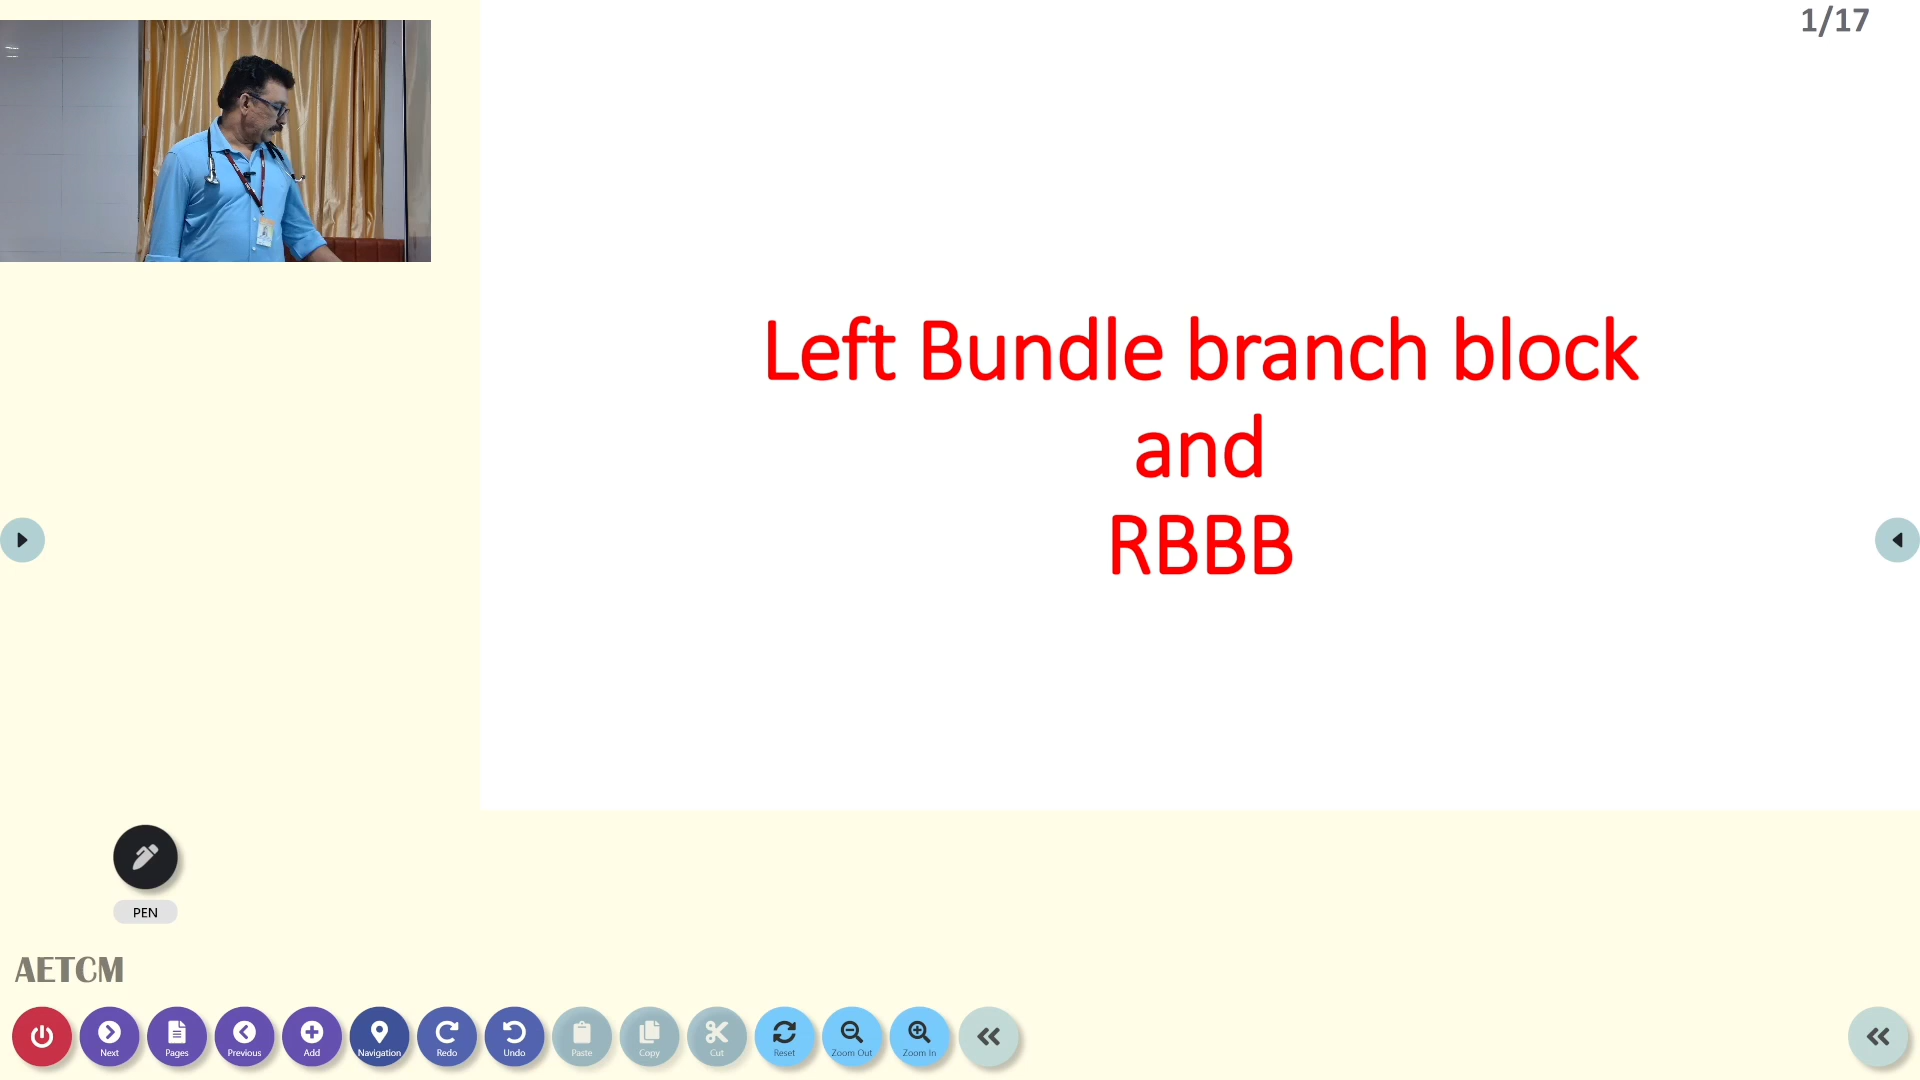 1/17
Left Bundle branch block
and
RBBB
PEN
AETCM
Next
Pages
Previous
Add
Navigation
Redo
Undo
Paste
Copy
Cut
Reset
Zoom Out
Zoom In